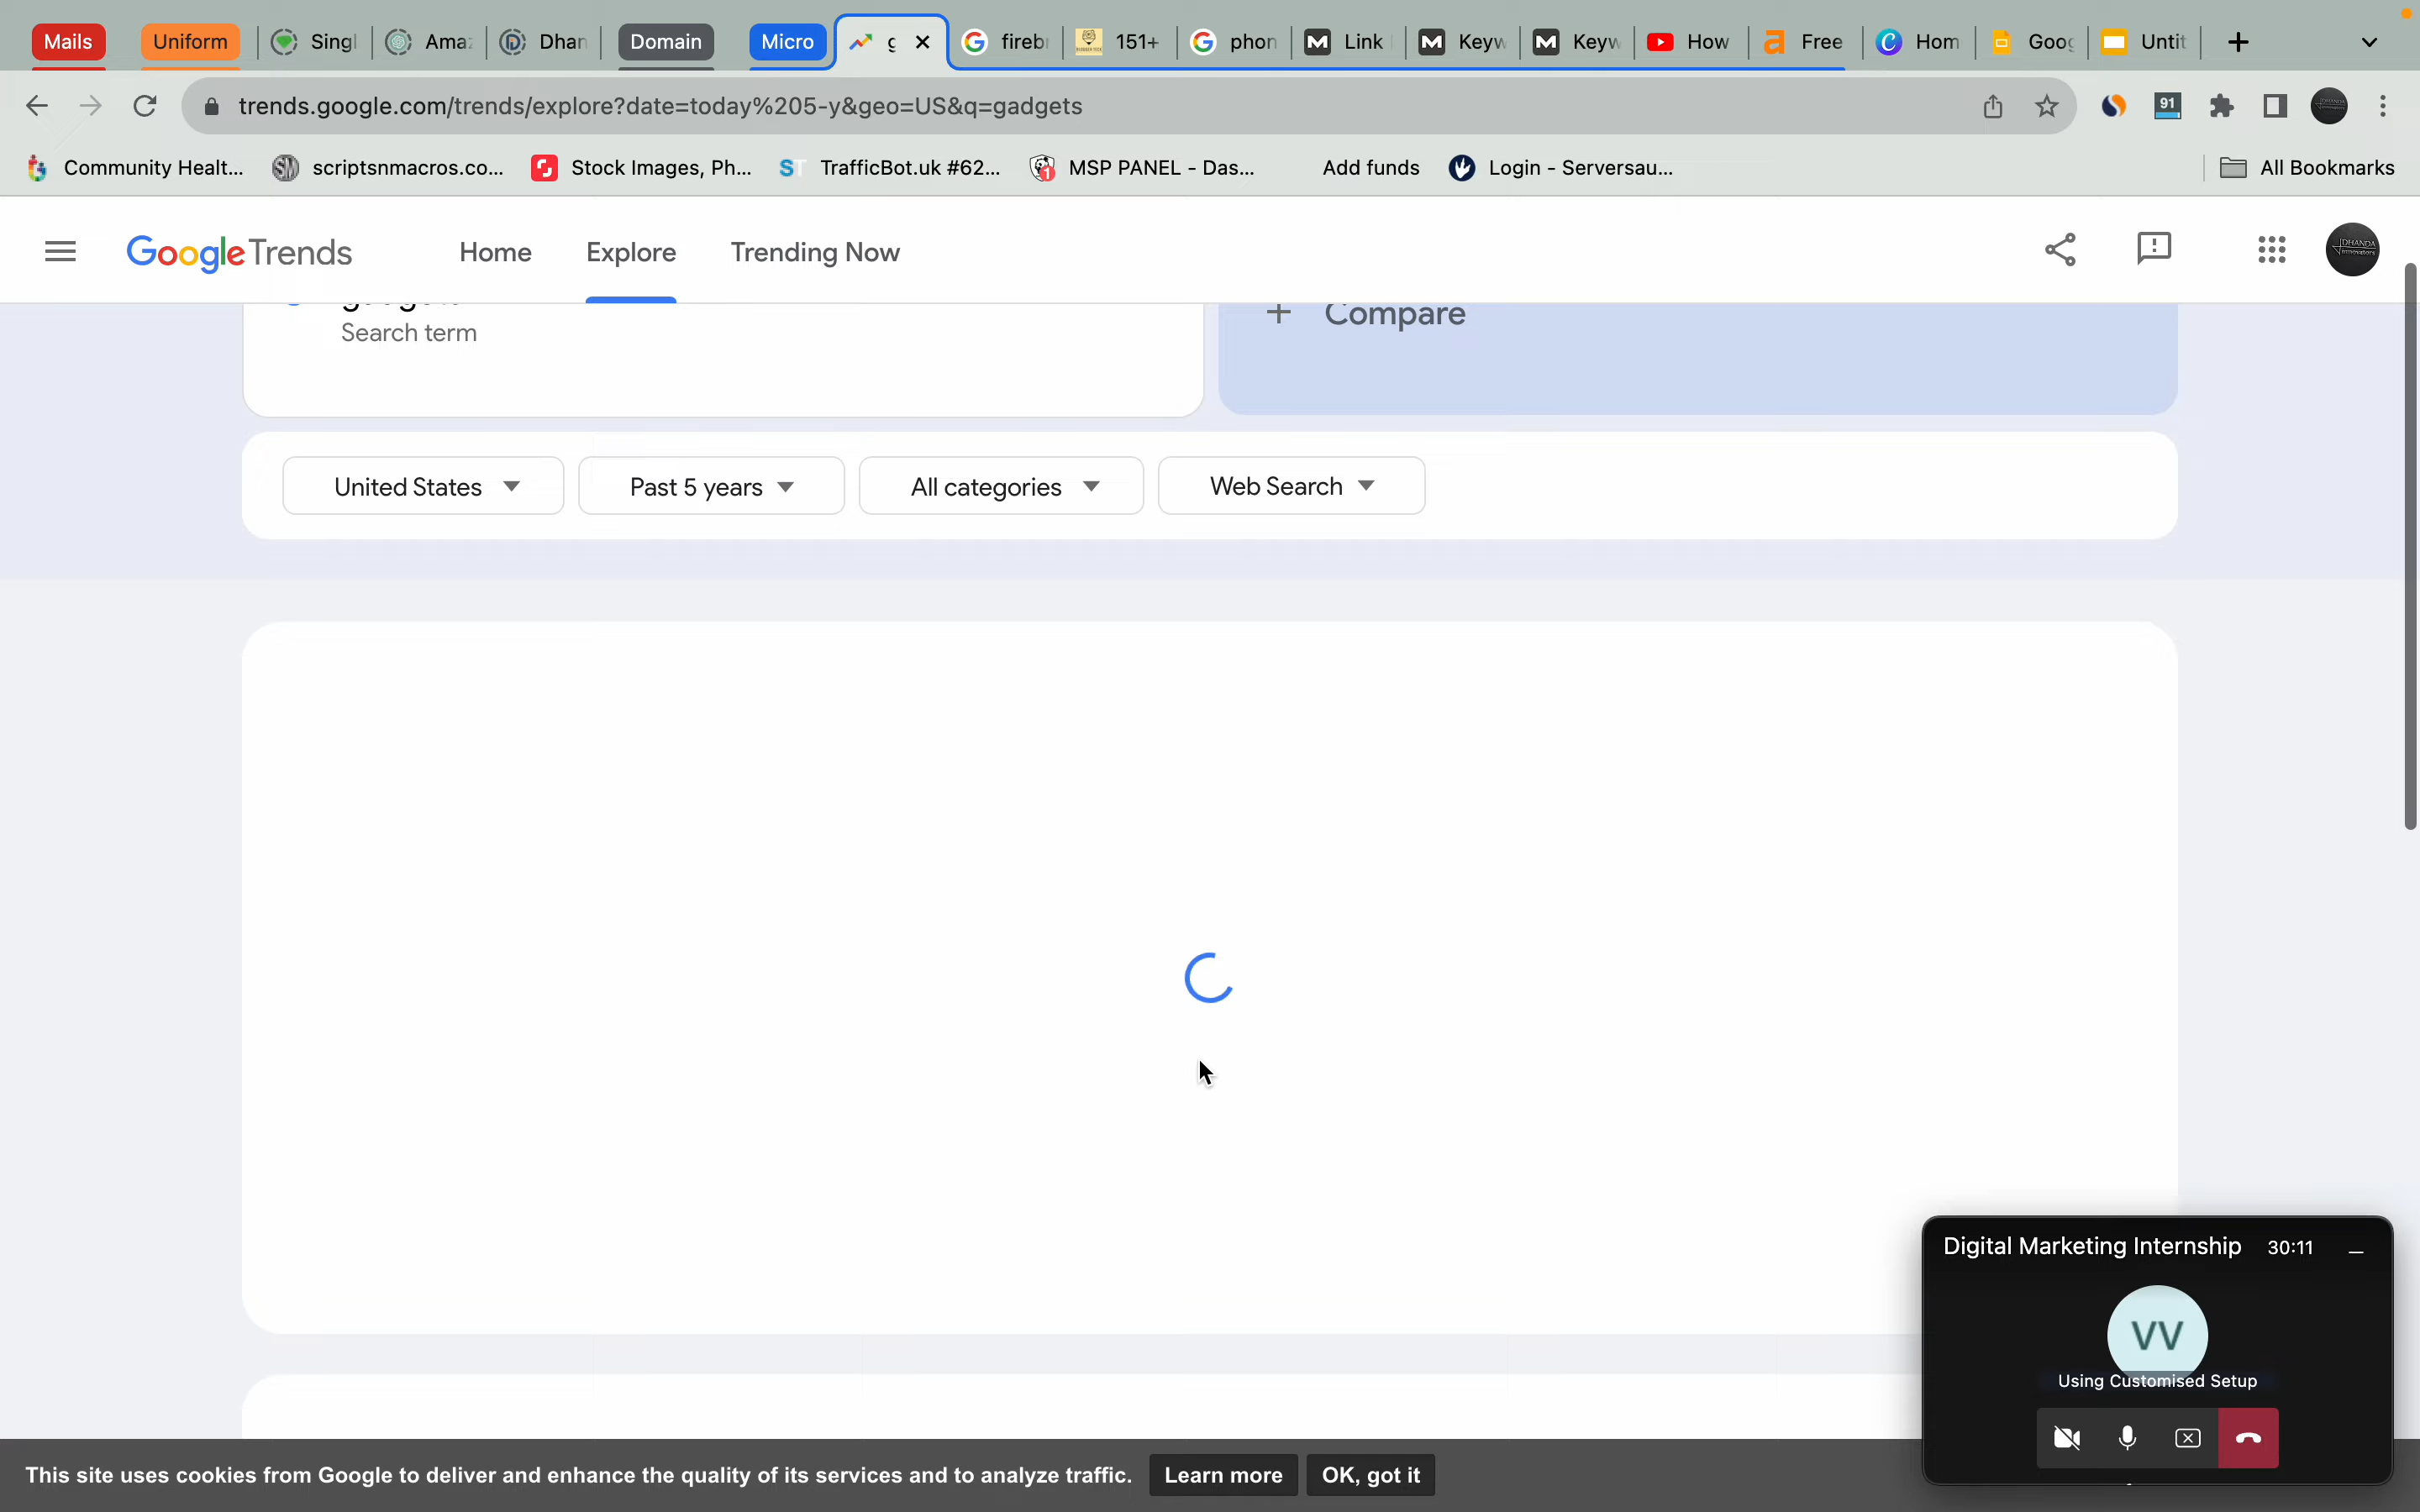 Mails Uniform Singl Ama Dhan Domain Micro fireb 151+ phon Link Keyw Keyw How Free Hom Goog Untit
trends.google.com/trends/explore?date=today%205-y&geo=US&q=gadgets
91
Community Healt... scriptsnmacros.co... Stock Images, Ph... TrafficBot.uk #62... MSP PANEL - Das... Add funds Login - Serversau... All Bookmarks
Google Trends Home Explore Trending Now
Search term
+ Compare
United States Past 5 years All categories Web Search
Digital Marketing Internship 30:11
VV
Using Customised Setup
This site uses cookies from Google to deliver and enhance the quality of its services and to analyze traffic. Learn more OK, got it